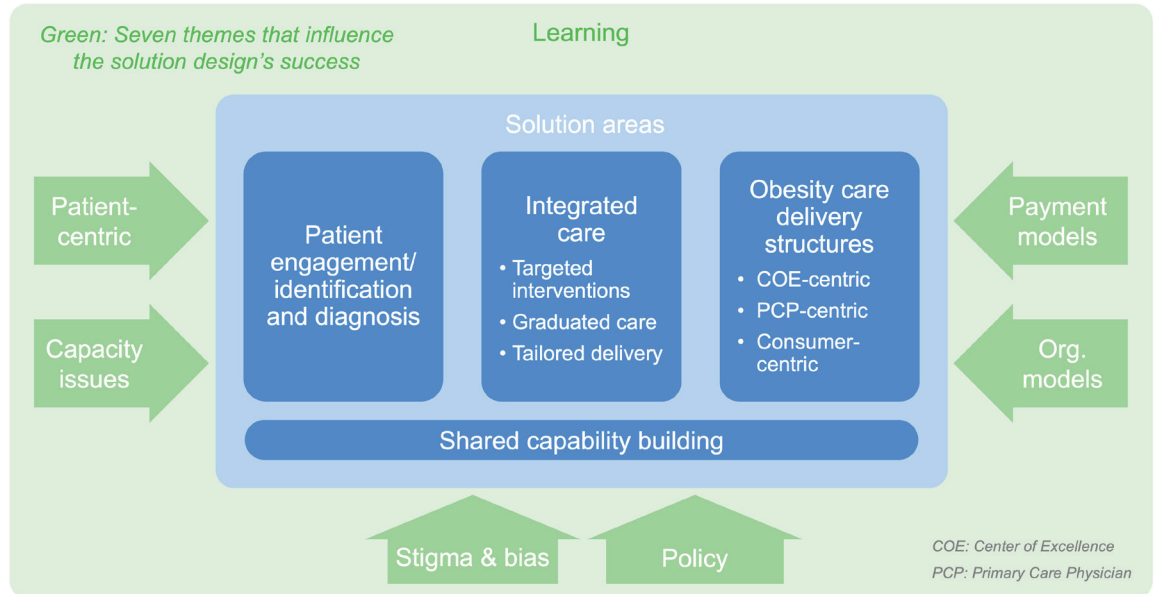 Green: Seven themes that influence
the solution design's success
Learning
Solution areas
Patient-
centric
Capacity
issues
Patient
engagement/
identification
and diagnosis
Integrated
care
• Targeted
interventions
• Graduated care
• Tailored delivery
Obesity care
delivery
structures
• COE-centric
• PCP-centric
• Consumer-
centric
Payment
models
Org.
models
Shared capability building
Stigma & bias
Policy
COE: Center of Excellence
PCP: Primary Care Physician